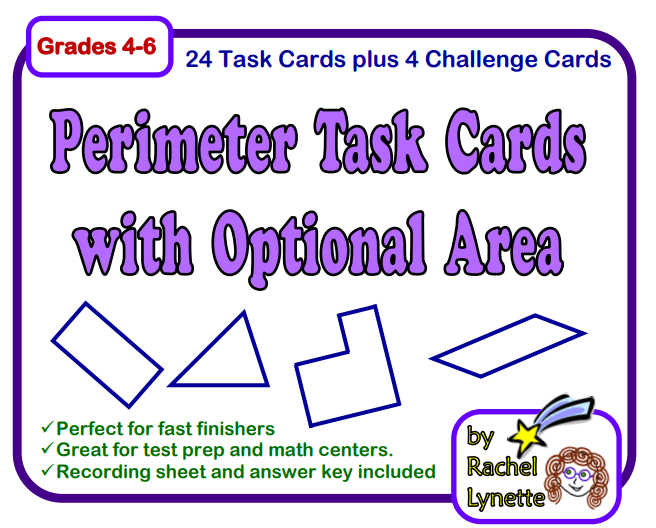 Grades 4-6
24 Task Cards plus 4 Challenge Cards
Perimeter Task Cards
with Optional Area
✓Perfect for fast finishers
✓Great for test prep and math centers.
✓Recording sheet and answer key included
by
Rachel
Lynette